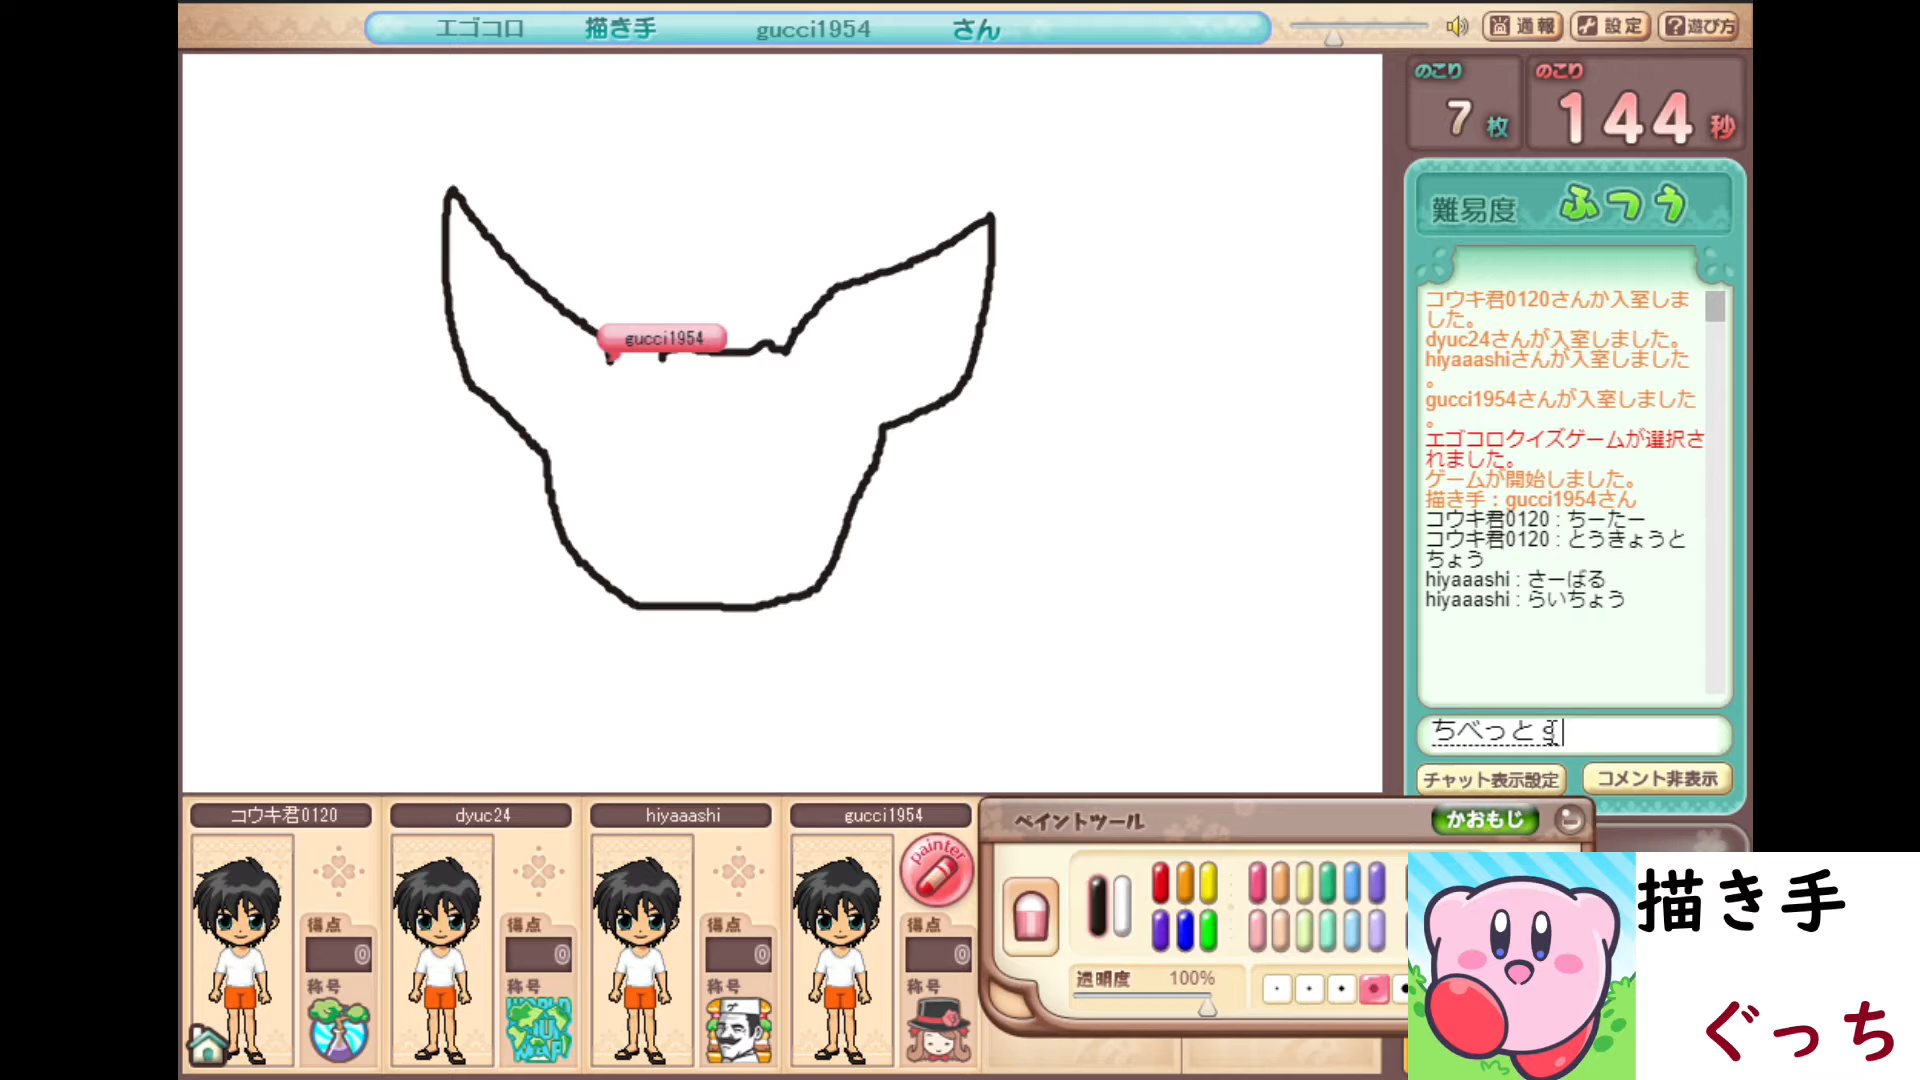 エゴコロ 描き手 gucci1954 さん
通報 設定 遊び方
のこり 7 枚
のこり 144 秒
難易度 ふつう
コウキ君0120さんが入室しま
した。
dyuc24さんが入室しました。
hiyaaashiさんが入室しました
。
gucci1954さんが入室しました
。
エゴコロクイズゲームが選択さ
れました。
ゲームが開始しました。
描き手：gucci1954さん
コウキ君0120：ちーたー
コウキ君0120：とうきょうと
ちょう
hiyaaashi：さーばる
hiyaaashi：らいちょう
gucci1954
ちべっと
チャット表示設定 コメント非表示
コウキ君0120 dyuc24 hiyaaashi gucci1954
painter
得点 0 得点 0 得点 0 得点 0
称号 称号 称号 称号
ペイントツール かおもじ
透明度 100%
描き手
ぐっち